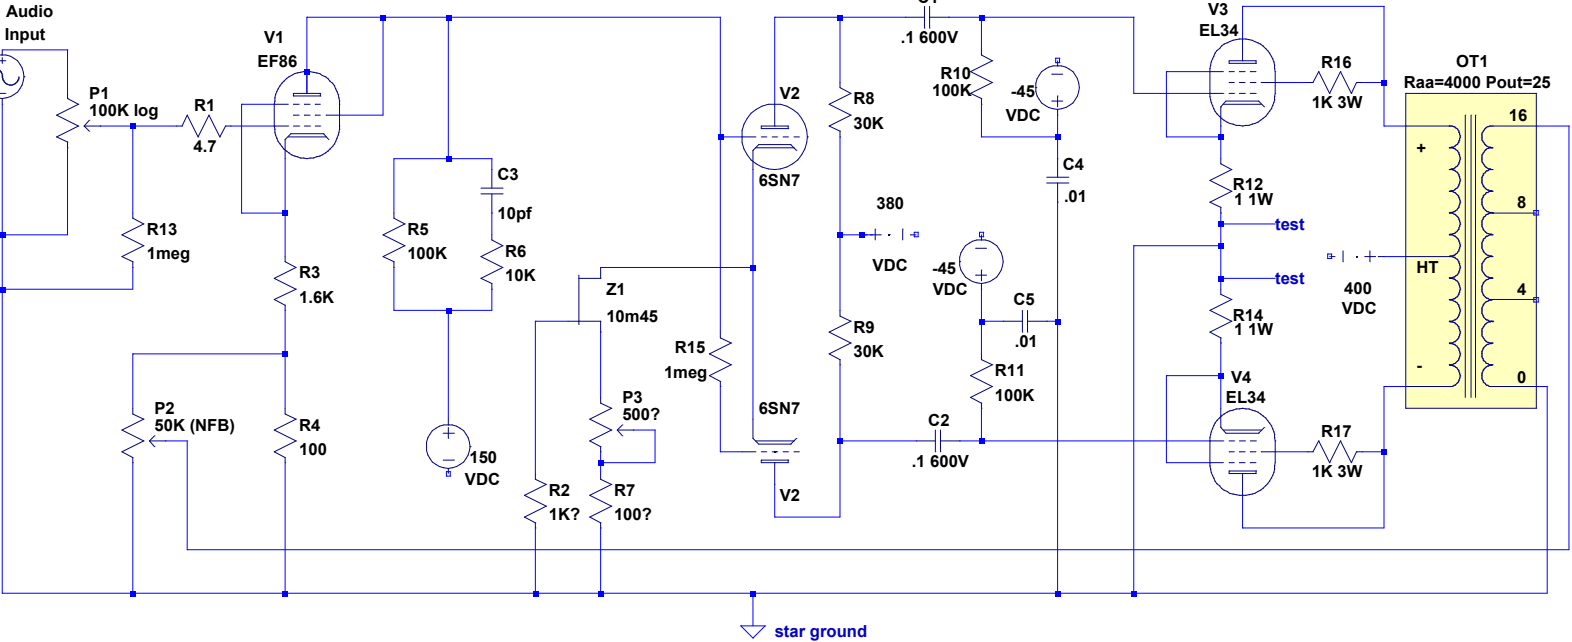 Audio
Input
P1
100K log
R1
4.7
V1
EF86
R13
1meg
R3
1.6K
P2
50K (NFB)
R4
100
R5
100K
C3
10pf
R6
10K
150
VDC
Z1
10m45
R2
1K?
P3
500?
R7
100?
R15
1meg
V2
6SN7
6SN7
V2
R8
30K
380
VDC
R9
30K
.1 600V
R10
100K
-45
VDC
C4
.01
-45
VDC
C5
.01
R11
100K
C2
.1 600V
V3
EL34
R16
1K 3W
R12
1 1W
test
test
R14
1 1W
V4
EL34
R17
1K 3W
400
VDC
OT1
Raa=4000 Pout=25
+
HT
-
16
8
4
0
star ground